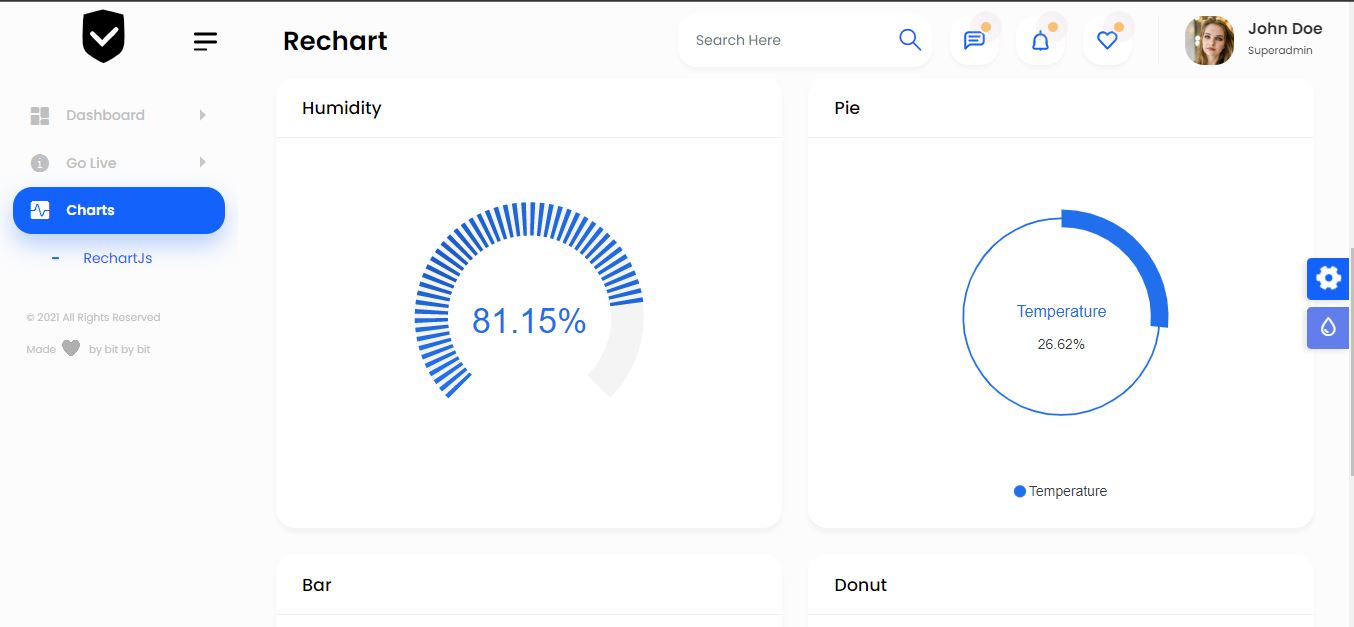 Rechart
Search Here
John Doe
Superadmin
Dashboard
Go Live
Charts
RechartJs
© 2021 All Rights Reserved
Made by bit by bit
Humidity
81.15%
Pie
Temperature
26.62%
Temperature
Bar
Donut